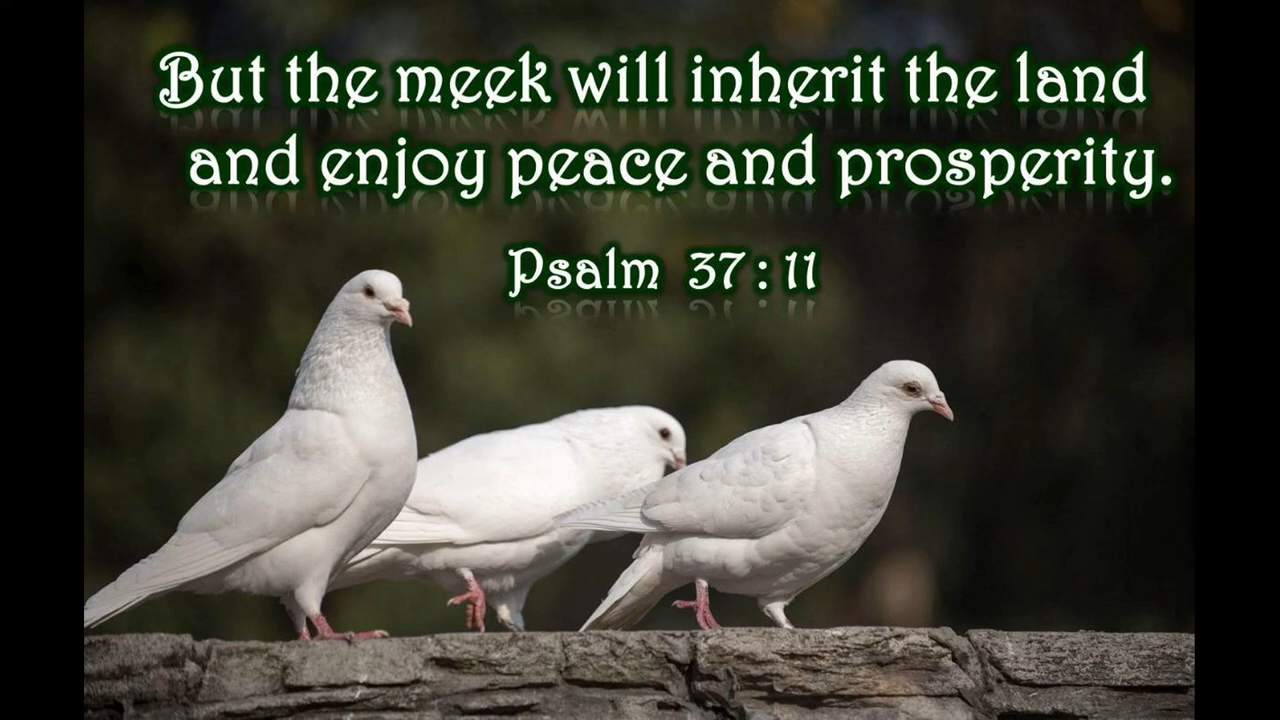 But the meek will inherit the land
and enjoy peace and prosperity.
Psalm 37:11